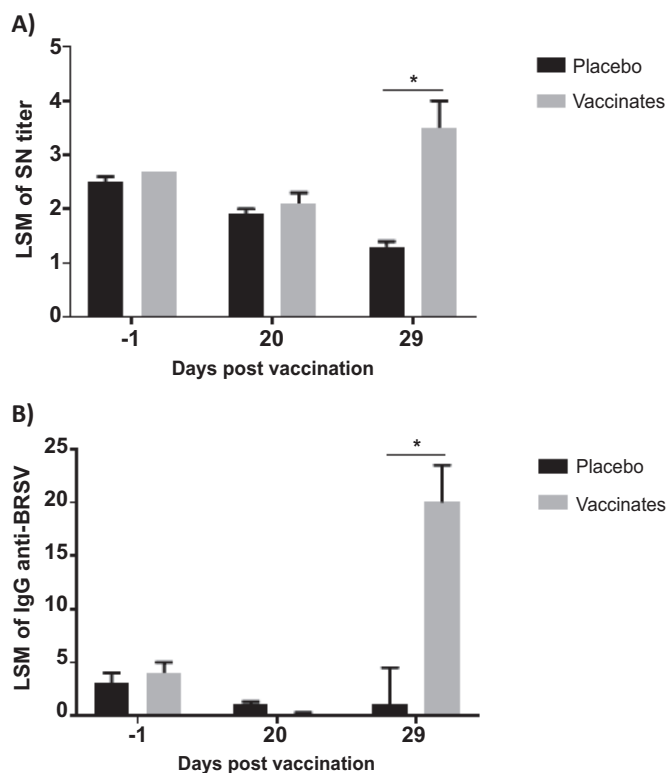 A)
5
4
3
2
1
0
LSM of SN titer
*
-1 20 29
Days post vaccination
Placebo
Vaccinates
B)
25
20
15
10
5
0
LSM of IgG anti-BRSV
*
-1 20 29
Days post vaccination
Placebo
Vaccinates